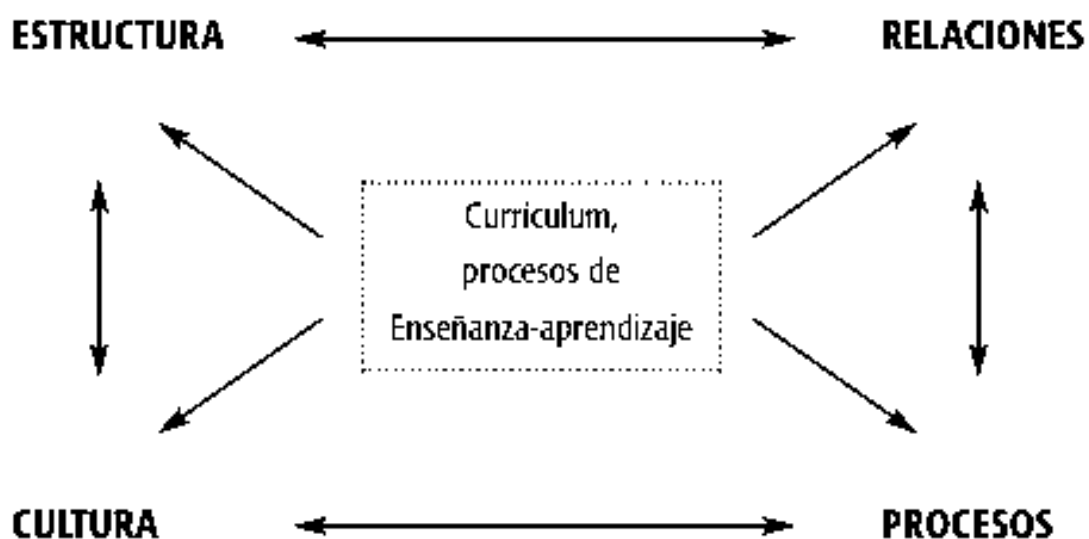 ESTRUCTURA
RELACIONES
Curriculum,
procesos de
Enseñanza-aprendizaje
CULTURA
PROCESOS